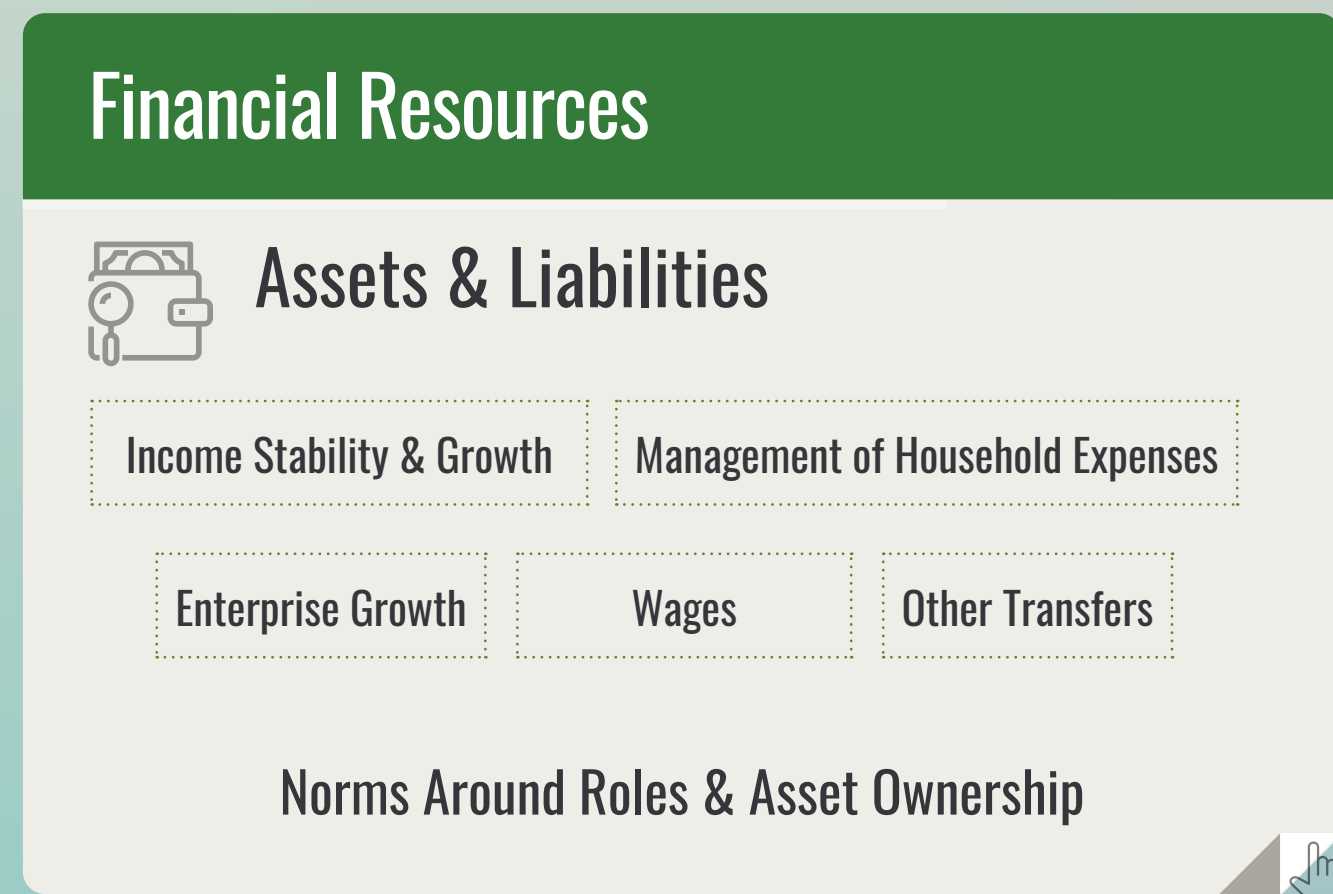 Financial Resources
Assets & Liabilities
Income Stability & Growth
Management of Household Expenses
Enterprise Growth
Wages
Other Transfers
Norms Around Roles & Asset Ownership